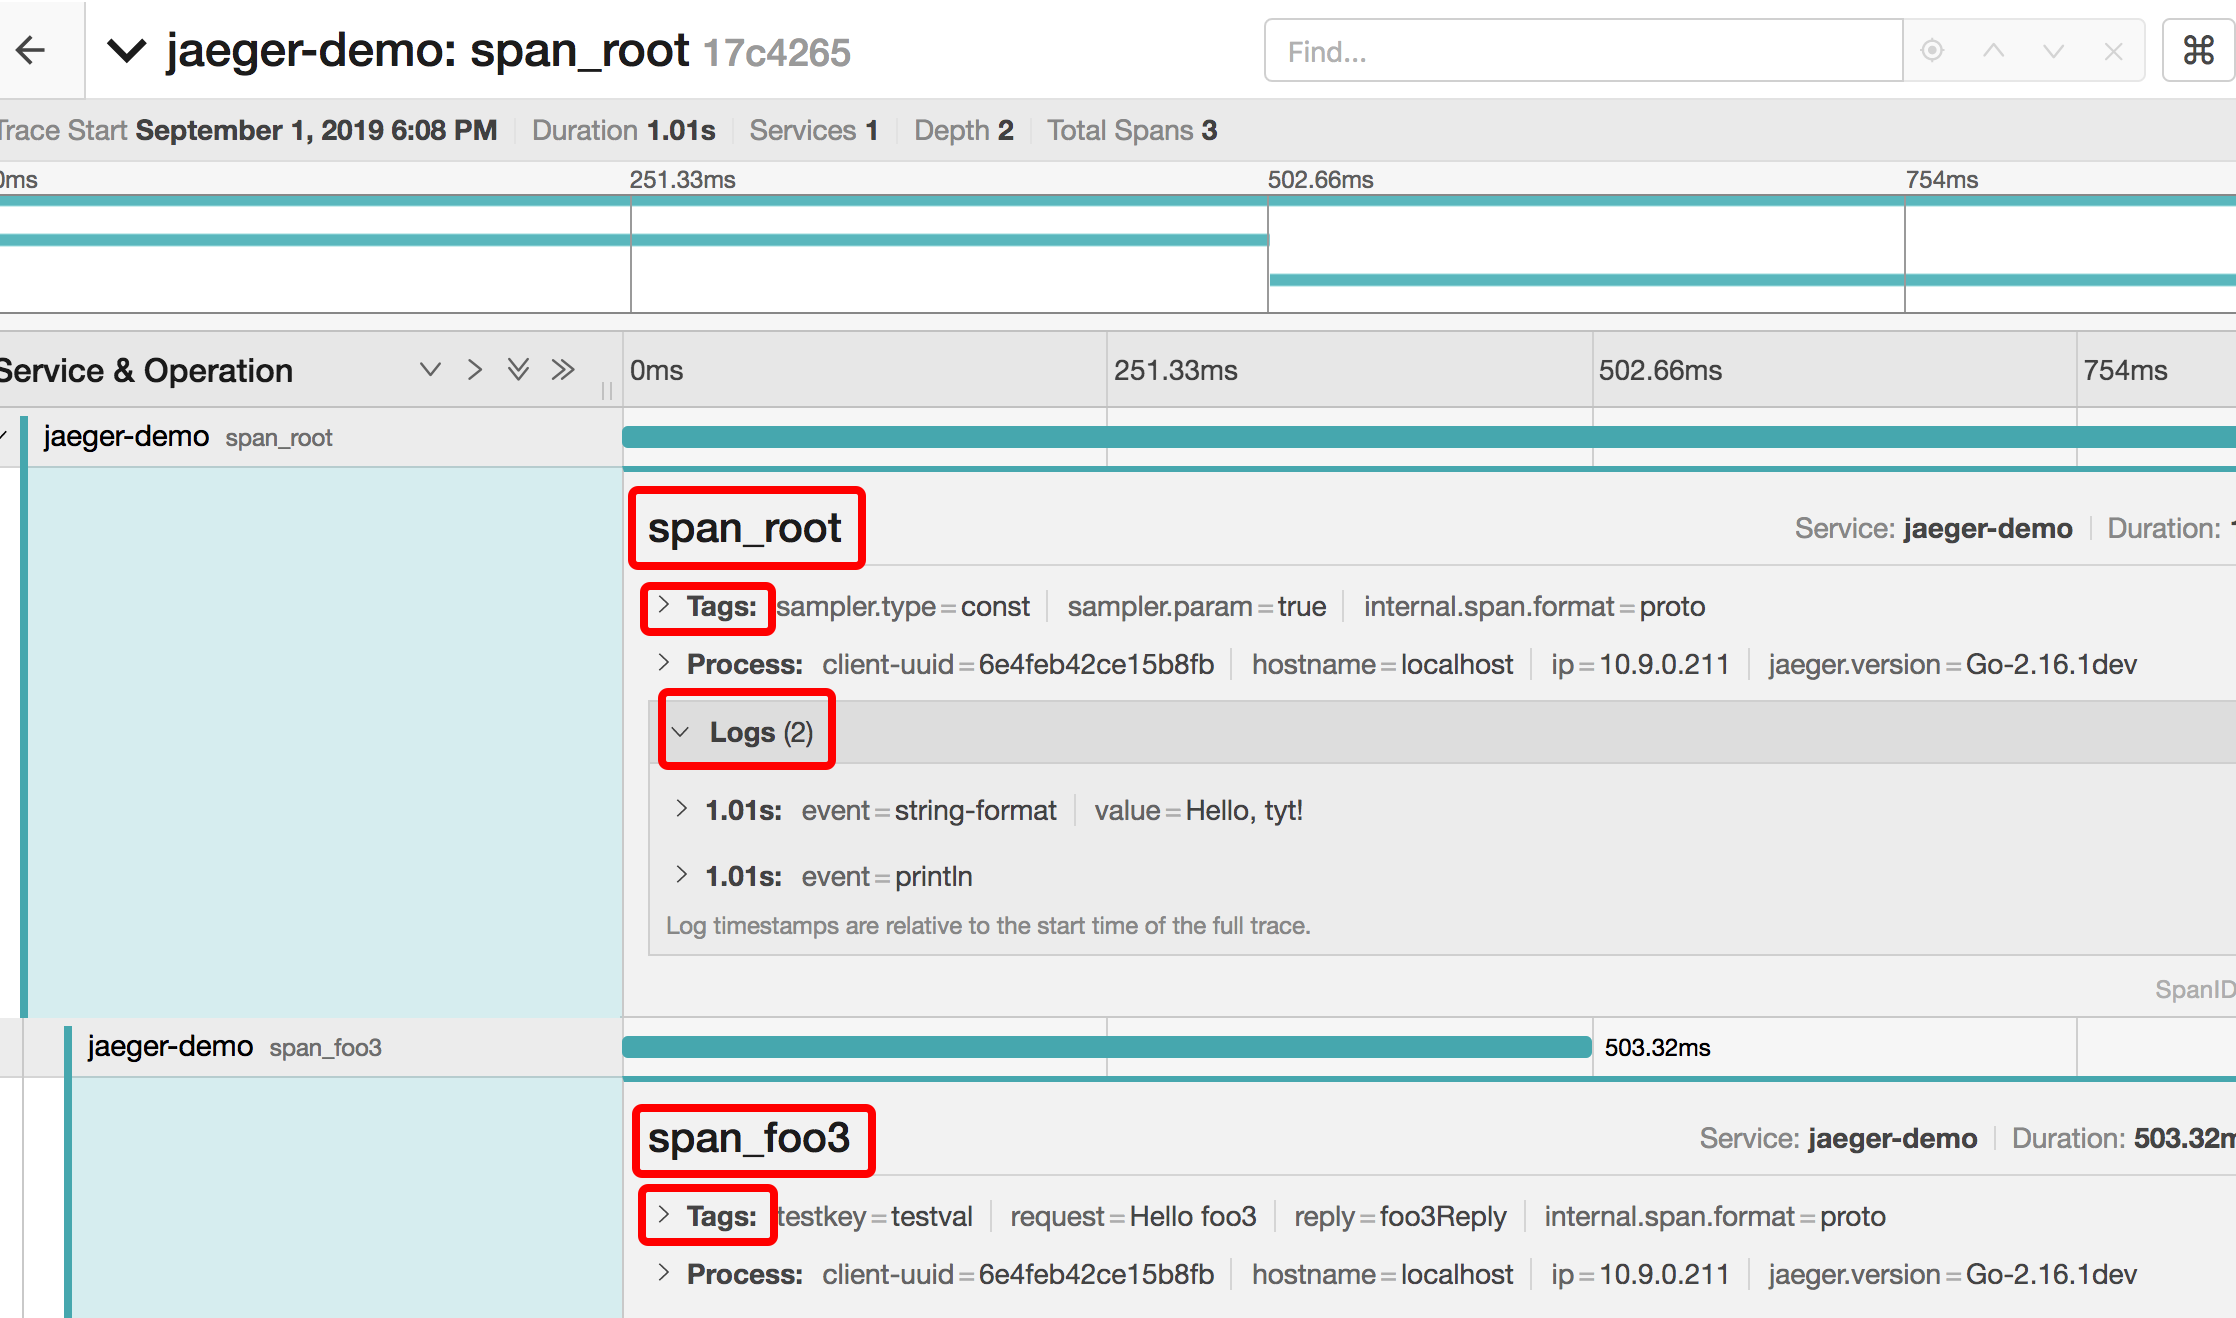 jaeger-demo: span_root 17c4265 Find... ⌘
Trace Start September 1, 2019 6:08 PM Duration 1.01s Services 1 Depth 2 Total Spans 3
0ms 251.33ms 502.66ms 754ms
Service & Operation 0ms 251.33ms 502.66ms 754ms
jaeger-demo span_root
span_root Service: jaeger-demo Duration: 1
Tags: sampler.type=const sampler.param=true internal.span.format=proto
Process: client-uuid=6e4feb42ce15b8fb hostname=localhost ip=10.9.0.211 jaeger.version=Go-2.16.1dev
Logs (2)
1.01s: event=string-format value=Hello, tyt!
1.01s: event=println
Log timestamps are relative to the start time of the full trace.
SpanID
jaeger-demo span_foo3 503.32ms
span_foo3 Service: jaeger-demo Duration: 503.32m
Tags: testkey=testval request=Hello foo3 reply=foo3Reply internal.span.format=proto
Process: client-uuid=6e4feb42ce15b8fb hostname=localhost ip=10.9.0.211 jaeger.version=Go-2.16.1dev